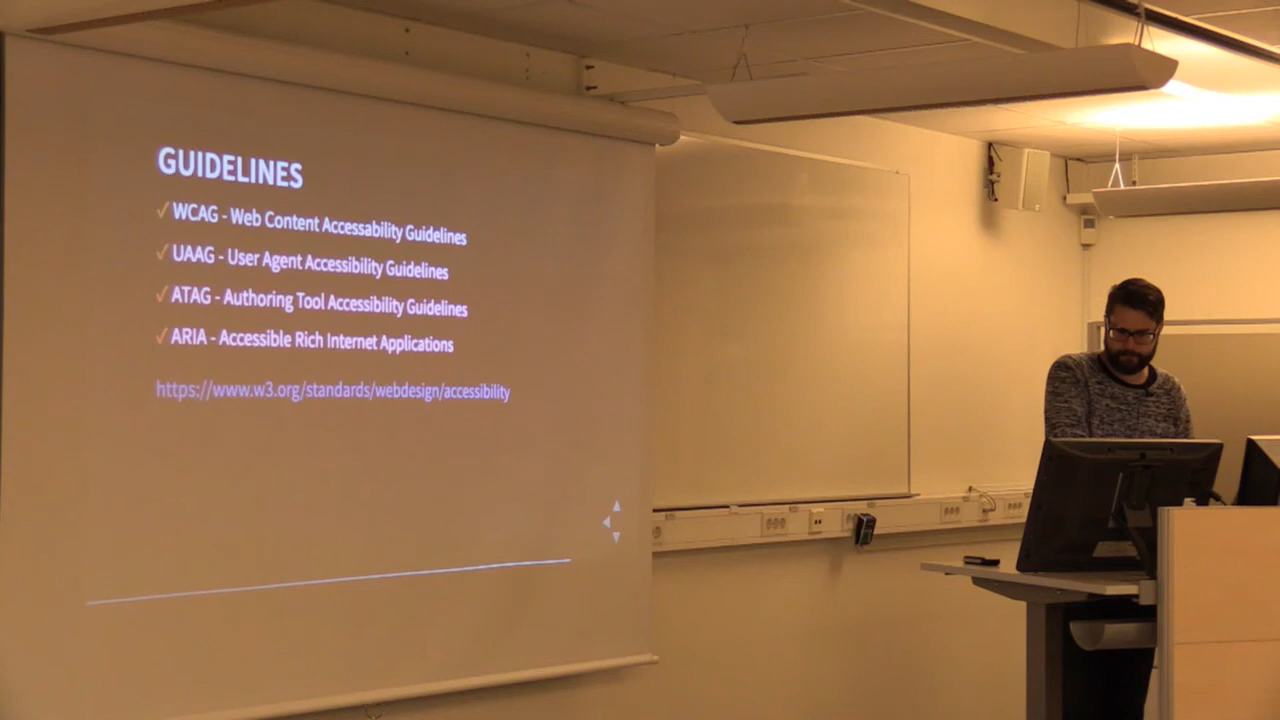 GUIDELINES
✓ WCAG - Web Content Accessability Guidelines
✓ UAAG - User Agent Accessibility Guidelines
✓ ATAG - Authoring Tool Accessibility Guidelines
✓ ARIA - Accessible Rich Internet Applications
https://www.w3.org/standards/webdesign/accessibility